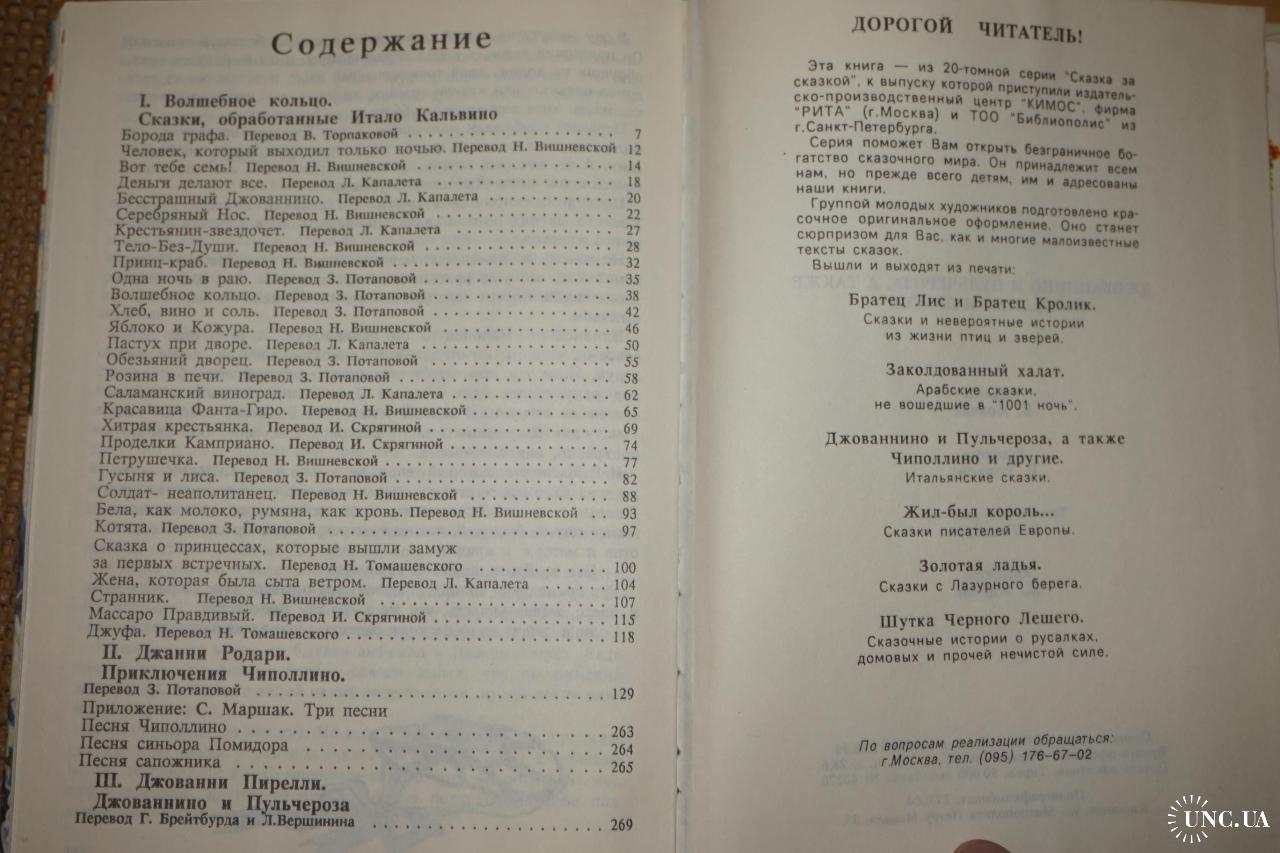 Содержание
I. Волшебное кольцо.
Сказки, обработанные Итало Кальвино
Борода графа. Перевод В. Торпаковой . . . . . . . . . . . . . . . . 7
Человек, который выходил только ночью. Перевод Н. Вишневской 12
Вот тебе семь! Перевод Н. Вишневской . . . . . . . . . . . . . . . . 14
Деньги делают все. Перевод Л. Капалета . . . . . . . . . . . . . . . 18
Бесстрашный Джованнино. Перевод Л. Капалета . . . . . . . . . . . 20
Серебряный Нос. Перевод Н. Вишневской . . . . . . . . . . . . . . . 22
Крестьянин-звездочет. Перевод Л. Капалета . . . . . . . . . . . . . 27
Тело-Без-Души. Перевод Н. Вишневской . . . . . . . . . . . . . . . . 28
Принц-краб. Перевод Н. Вишневской . . . . . . . . . . . . . . . . . . 32
Одна ночь в раю. Перевод З. Потаповой . . . . . . . . . . . . . . . . 35
Волшебное кольцо. Перевод З. Потаповой . . . . . . . . . . . . . . . 38
Хлеб, вино и соль. Перевод З. Потаповой . . . . . . . . . . . . . . . 42
Яблоко и Кожура. Перевод Н. Вишневской . . . . . . . . . . . . . . . 46
Пастух при дворе. Перевод Л. Капалета . . . . . . . . . . . . . . . . 50
Обезьяний дворец. Перевод З. Потаповой . . . . . . . . . . . . . . . 55
Розина в печи. Перевод З. Потаповой . . . . . . . . . . . . . . . . . 58
Саламанский виноград. Перевод Л. Капалета . . . . . . . . . . . . . 62
Красавица Фанта-Гиро. Перевод Н. Вишневской . . . . . . . . . . . . 65
Хитрая крестьянка. Перевод И. Скрягиной . . . . . . . . . . . . . . . 69
Проделки Камприано. Перевод И. Скрягиной . . . . . . . . . . . . . . 74
Петрушечка. Перевод Н. Вишневской . . . . . . . . . . . . . . . . . . 77
Гусыня и лиса. Перевод З. Потаповой . . . . . . . . . . . . . . . . . 82
Солдат- неаполитанец. Перевод Н. Вишневской . . . . . . . . . . . . 88
Бела, как молоко, румяна, как кровь. Перевод Н. Вишневской . . 93
Котята. Перевод З. Потаповой . . . . . . . . . . . . . . . . . . . . . 97
Сказка о принцессах, которые вышли замуж
за первых встречных. Перевод Н. Томашевского . . . . . . . . . . . 100
Жена, которая была сыта ветром. Перевод Л. Капалета . . . . . . 104
Странник. Перевод Н. Вишневской . . . . . . . . . . . . . . . . . . . 107
Массаро Правдивый. Перевод И. Скрягиной . . . . . . . . . . . . . . 115
Джуфа. Перевод Н. Томашевского . . . . . . . . . . . . . . . . . . . 118
II. Джанни Родари.
Приключения Чиполлино.
Перевод З. Потаповой . . . . . . . . . . . . . . . . . . . . . . . . . . 129
Приложение: С. Маршак. Три песни
Песня Чиполлино . . . . . . . . . . . . . . . . . . . . . . . . . . . . 263
Песня синьора Помидора . . . . . . . . . . . . . . . . . . . . . . . . 264
Песня сапожника . . . . . . . . . . . . . . . . . . . . . . . . . . . . 265
III. Джованни Пирелли.
Джованнино и Пульчероза
Перевод Г. Брейтбурда и Л.Вершинина . . . . . . . . . . . . . . . . . 269
ДОРОГОЙ ЧИТАТЕЛЬ!
Эта книга — из 20-томной серии "Сказка за
сказкой", к выпуску которой приступили издатель-
ско-производственный центр "КИМОС", фирма
"РИТА" (г.Москва) и ТОО "Библиополис" из
г.Санкт-Петербурга.
Серия поможет Вам открыть безграничное бо-
гатство сказочного мира. Он принадлежит всем
нам, но прежде всего детям, им и адресованы
наши книги.
Группой молодых художников подготовлено кра-
сочное оригинальное оформление. Оно станет
сюрпризом для Вас, как и многие малоизвестные
тексты сказок.
Вышли и выходят из печати:
Братец Лис и Братец Кролик.
Сказки и невероятные истории
из жизни птиц и зверей.
Заколдованный халат.
Арабские сказки,
не вошедшие в "1001 ночь".
Джованнино и Пульчероза, а также
Чиполлино и другие.
Итальянские сказки.
Жил-был король...
Сказки писателей Европы.
Золотая ладья.
Сказки с Лазурного берега.
Шутка Черного Лешего.
Сказочные истории о русалках,
домовых и прочей нечистой силе.
По вопросам реализации обращаться:
г.Москва, тел. (095) 176-67-02
UNC.UA